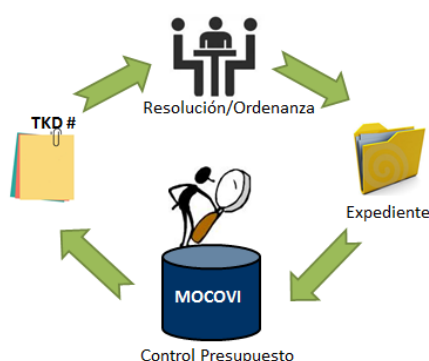 Resolución/Ordenanza
TKD #
Expediente
MOCOVI
Control Presupuesto